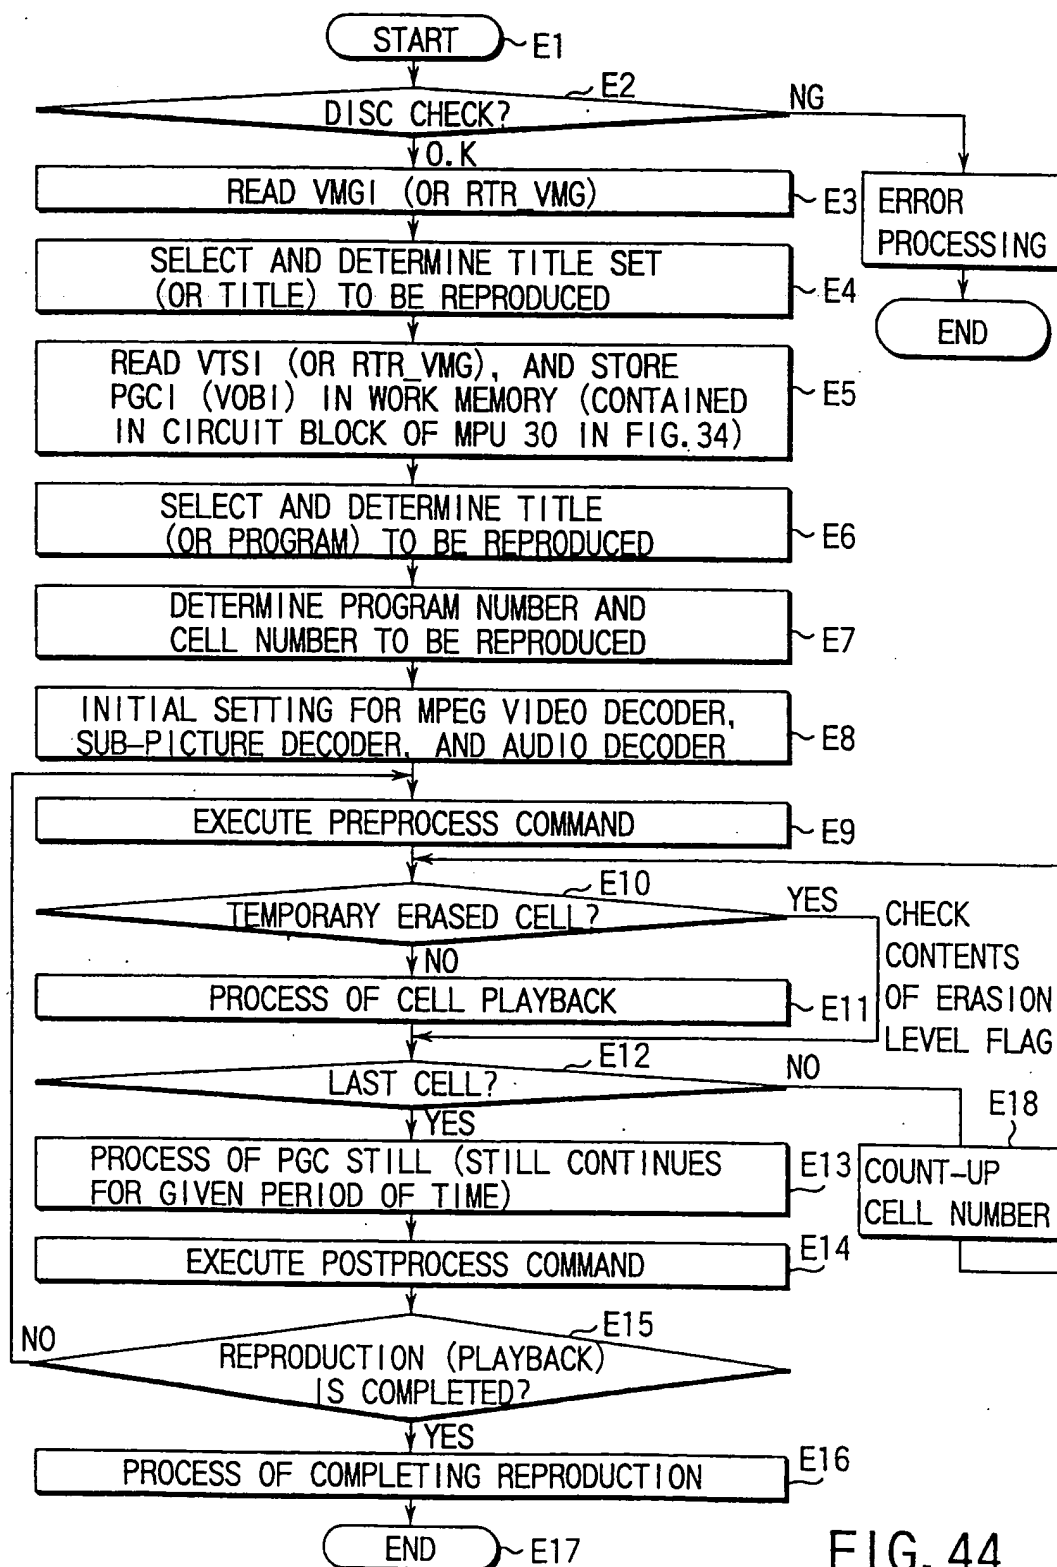 START
E1
DISC CHECK?
E2
NG
O.K
READ VMGI (OR RTR_VMG)
E3
ERROR
PROCESSING
END
SELECT AND DETERMINE TITLE SET
(OR TITLE) TO BE REPRODUCED
E4
READ VTSI (OR RTR_VMG), AND STORE
PGCI (VOBI) IN WORK MEMORY (CONTAINED
IN CIRCUIT BLOCK OF MPU 30 IN FIG.34)
E5
SELECT AND DETERMINE TITLE
(OR PROGRAM) TO BE REPRODUCED
E6
DETERMINE PROGRAM NUMBER AND
CELL NUMBER TO BE REPRODUCED
E7
INITIAL SETTING FOR MPEG VIDEO DECODER,
SUB-PICTURE DECODER, AND AUDIO DECODER
E8
EXECUTE PREPROCESS COMMAND
E9
TEMPORARY ERASED CELL?
E10
YES
CHECK
CONTENTS
OF ERASION
LEVEL FLAG
NO
PROCESS OF CELL PLAYBACK
E11
LAST CELL?
E12
NO
YES
E18
COUNT-UP
CELL NUMBER
PROCESS OF PGC STILL (STILL CONTINUES
FOR GIVEN PERIOD OF TIME)
E13
EXECUTE POSTPROCESS COMMAND
E14
NO
REPRODUCTION (PLAYBACK)
IS COMPLETED?
E15
YES
PROCESS OF COMPLETING REPRODUCTION
E16
END
E17
FIG. 44